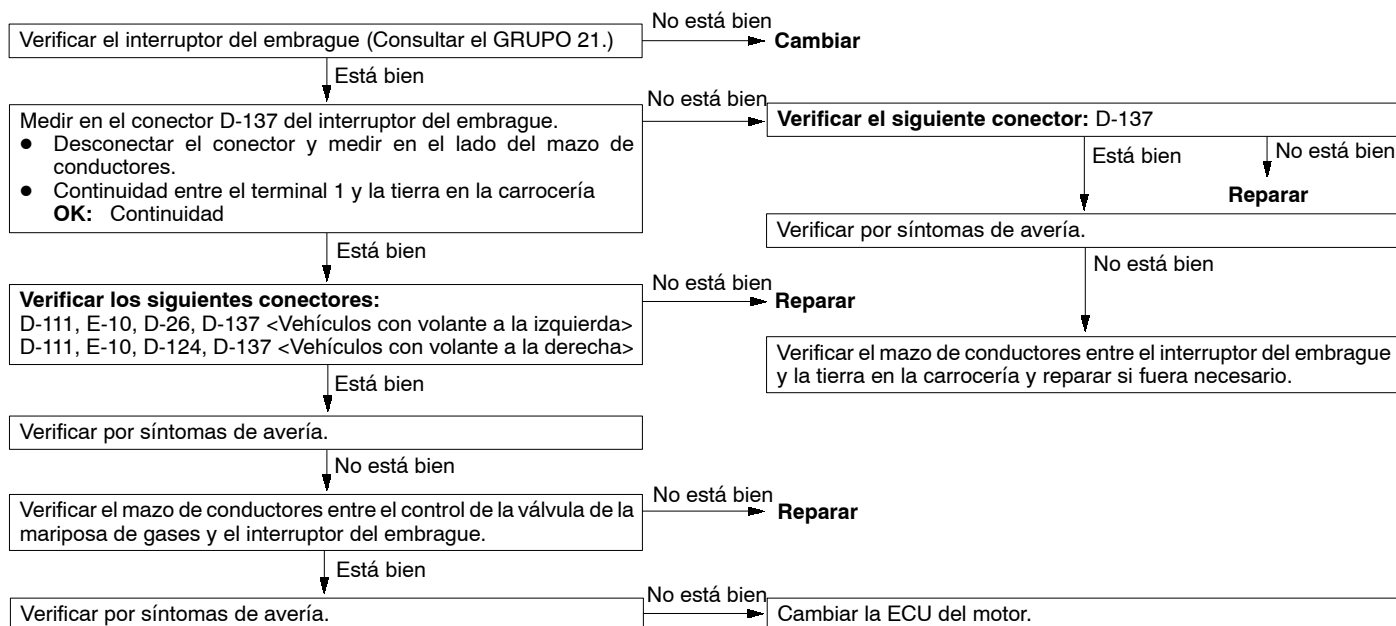 No está bien
Verificar el interruptor del embrague (Consultar el GRUPO 21.)
Cambiar
Está bien
No está bien
Medir en el conector D-137 del interruptor del embrague.
● Desconectar el conector y medir en el lado del mazo de
conductores.
● Continuidad entre el terminal 1 y la tierra en la carrocería
OK: Continuidad
Verificar el siguiente conector: D-137
Está bien
No está bien
Reparar
Verificar por síntomas de avería.
No está bien
Verificar el mazo de conductores entre el interruptor del embrague
y la tierra en la carrocería y reparar si fuera necesario.
Está bien
Verificar los siguientes conectores:
D-111, E-10, D-26, D-137 <Vehículos con volante a la izquierda>
D-111, E-10, D-124, D-137 <Vehículos con volante a la derecha>
No está bien
Reparar
Está bien
Verificar por síntomas de avería.
No está bien
Verificar el mazo de conductores entre el control de la válvula de la
mariposa de gases y el interruptor del embrague.
No está bien
Reparar
Está bien
Verificar por síntomas de avería.
No está bien
Cambiar la ECU del motor.